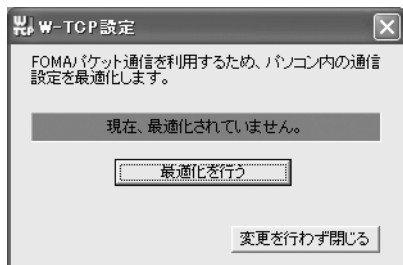 W-TCP設定
FOMAパケット通信を利用するため、パソコン内の通信
設定を最適化します。
現在、最適化されていません。
最適化を行う
変更を行わず閉じる